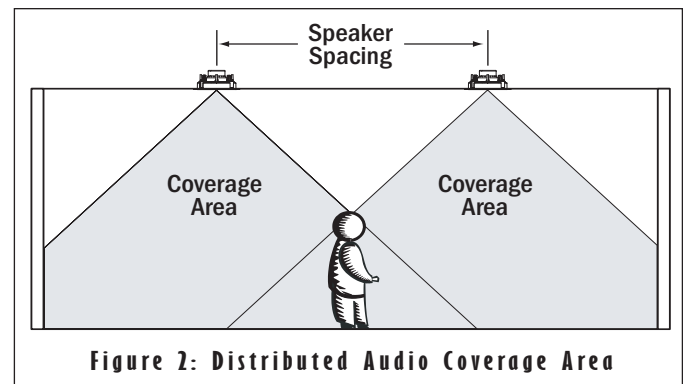 Speaker
Spacing
Coverage
Area
Coverage
Area
Figure 2: Distributed Audio Coverage Area